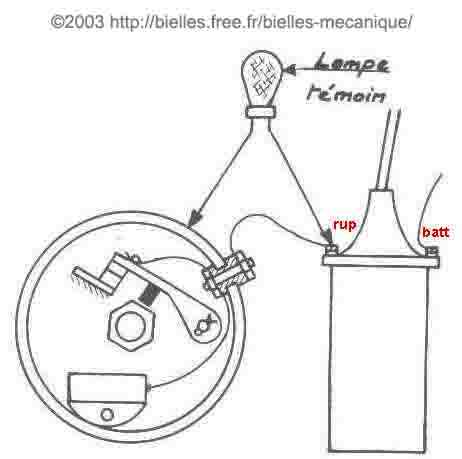 ©2003 http://bielles.free.fr/bielles-mecanique/
Lampe
témoin
rup
batt